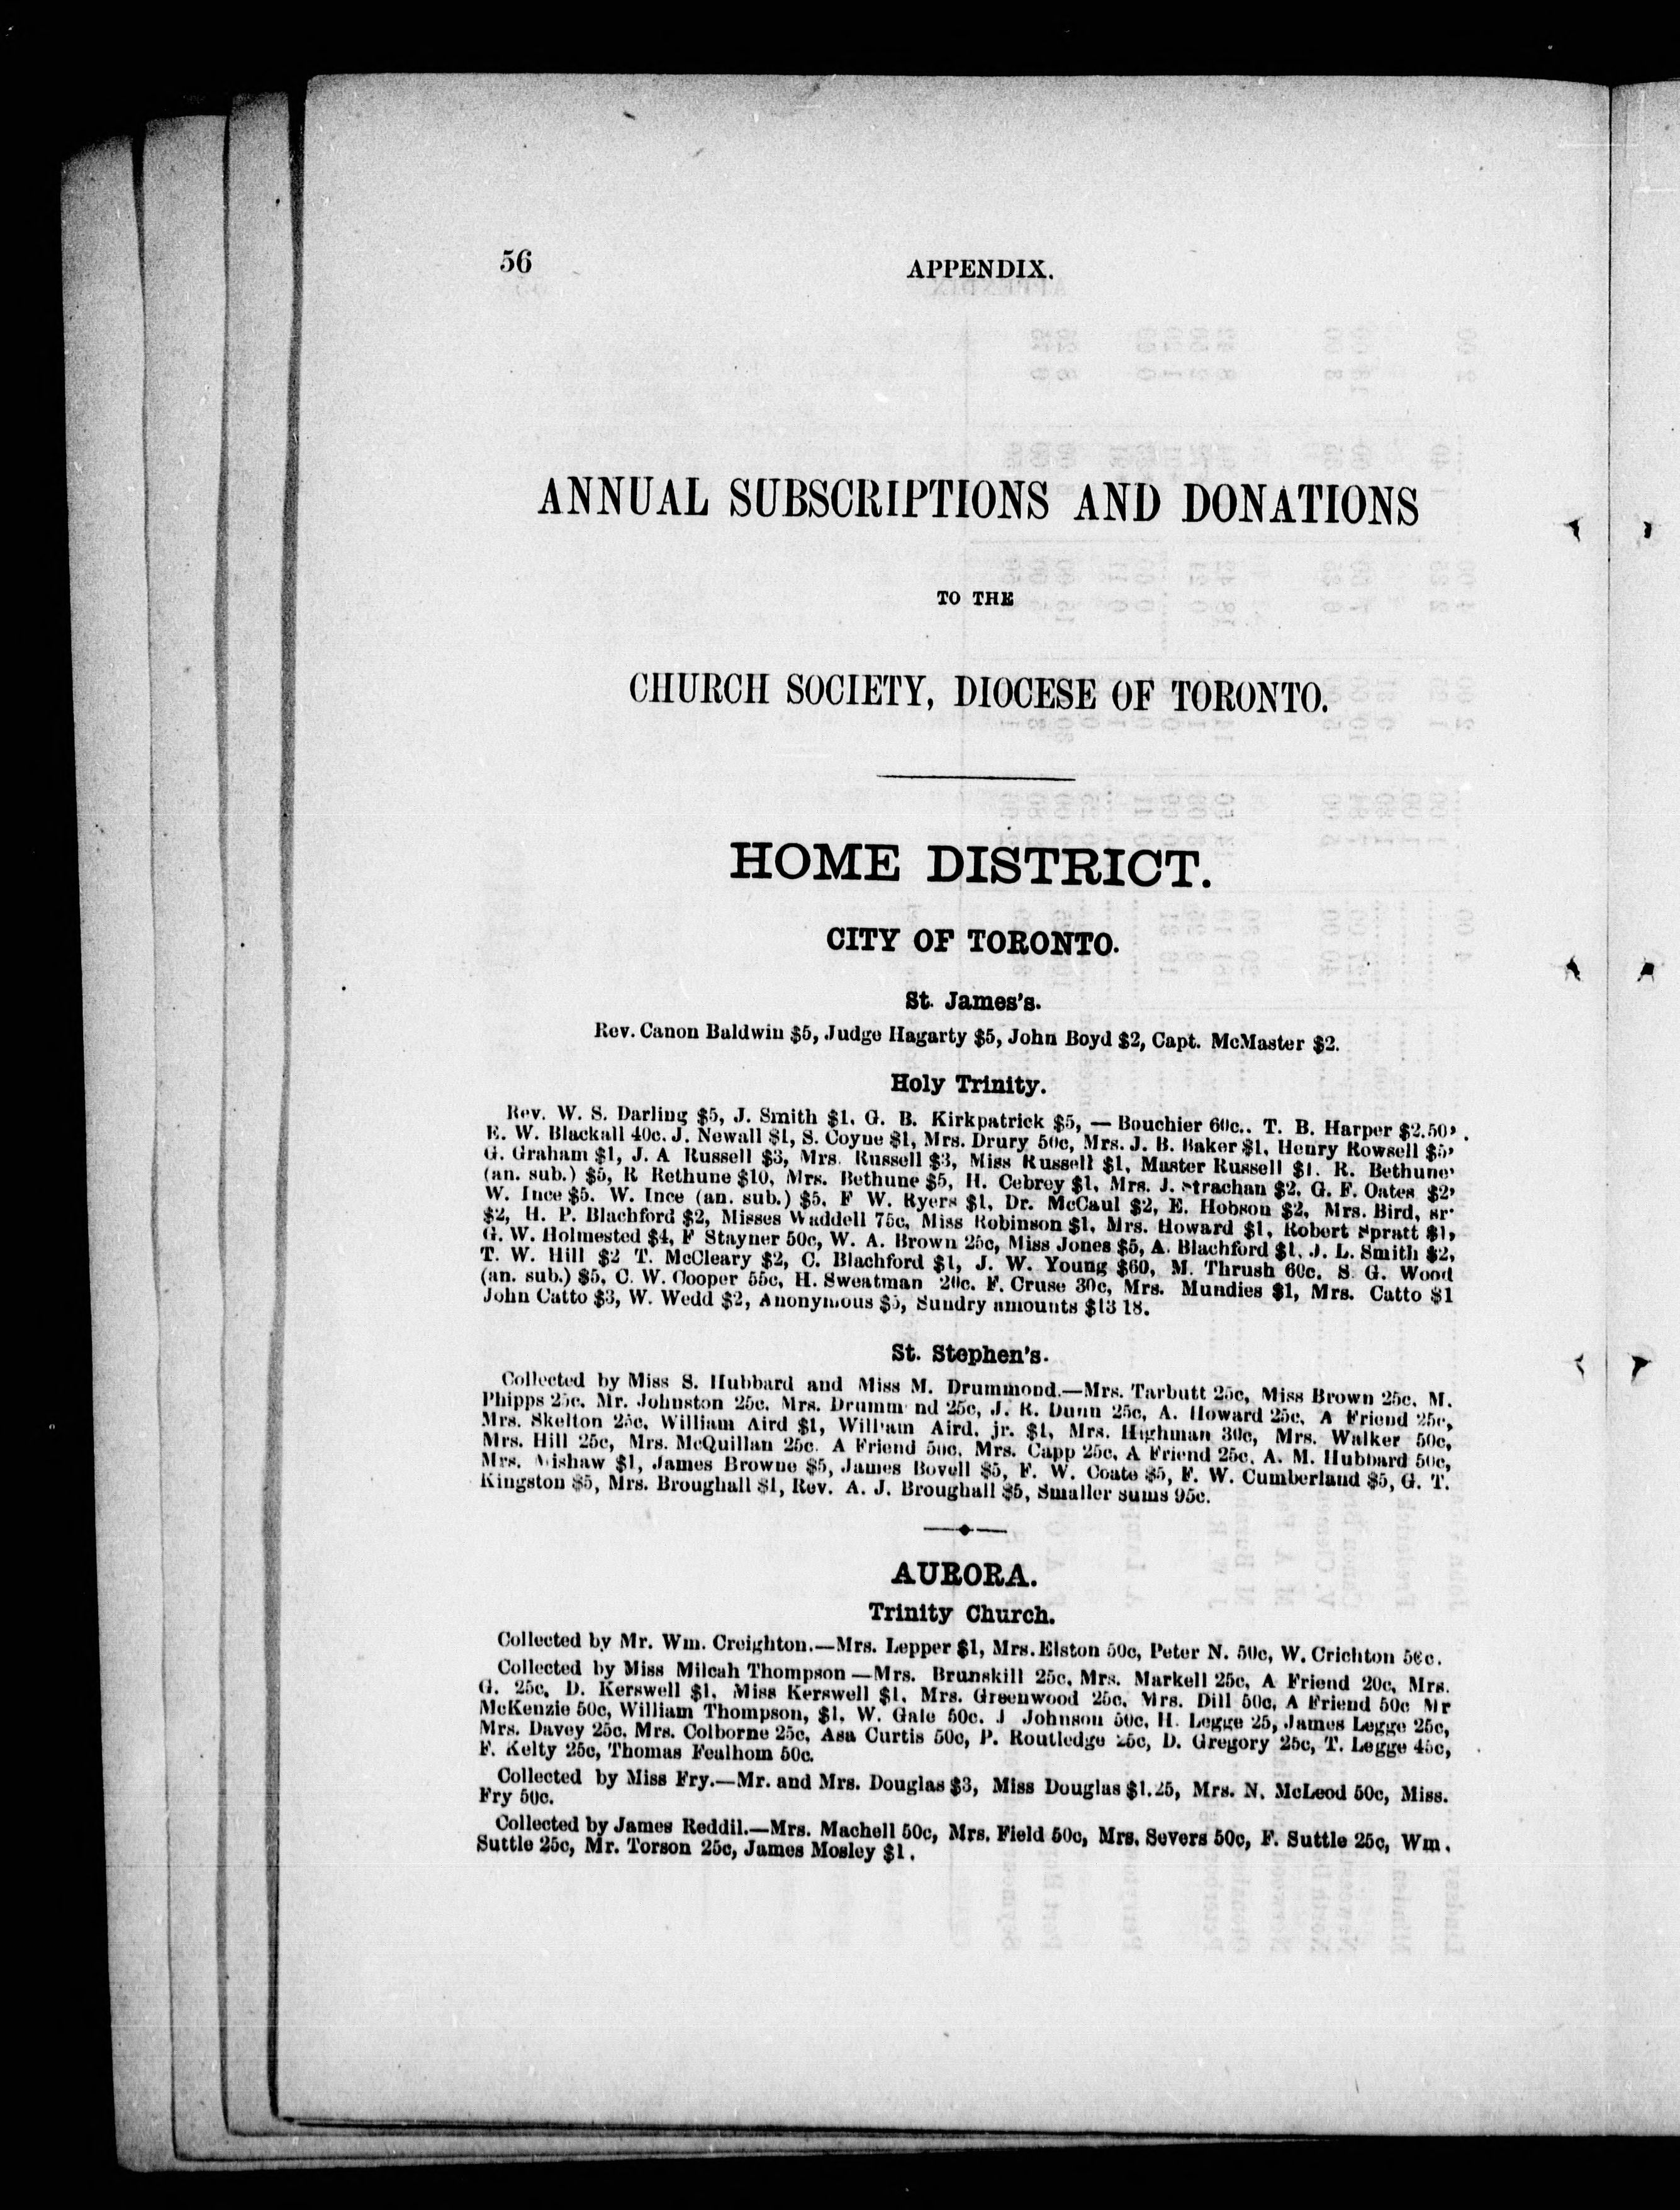 56
APPENDIX.
ANNUAL SUBSCRIPTIONS AND DONATIONS
TO THE
CHURCH SOCIETY, DIOCESE OF TORONTO.
HOME DISTRICT.
CITY OF TORONTO.
St. James's.
Rev. Canon Baldwin $5, Judge Hagarty $5, John Boyd $2, Capt. McMaster $2.
Holy Trinity.
Rev. W. S. Darling $5, J. Smith $1, G. B. Kirkpatrick $5, — Bouchier 60c,. T. B. Harper $2.50,
E. W. Blackall 40c. J. Newall $1, S. Coyne $1, Mrs. Drury 50c, Mrs. J. B. Baker $1, Henry Rowsell $5,
G. Graham $1, J. A Russell $3, Mrs. Russell $3, Miss Russell $1, Master Russell $1. R. Bethune,
(an. sub.) $5, R Rethune $10, Mrs. Bethune $5, H. Cebrey $1, Mrs. J. Strachan $2, G. F. Oates $2,
W. Ince $5. W. Ince (an. sub.) $5, F W. Ryers $1, Dr. McCaul $2, E. Hobson $2, Mrs. Bird, sr.
$2, H. P. Blachford $2, Misses Waddell 75c, Miss Robinson $1, Mrs. Howard $1, Robert Spratt $1,
G. W. Holmested $4, F Stayner 50c, W. A. Brown 25c, Miss Jones $5, A. Blachford $1, J. L. Smith $2,
T. W. Hill $2 T. McCleary $2, C. Blachford $1, J. W. Young $60, M. Thrush 60c. S. G. Wood
(an. sub.) $5, C. W. Cooper 55c, H. Sweatman 20c. F. Cruse 30c, Mrs. Mundies $1, Mrs. Catto $1
John Catto $3, W. Wedd $2, Anonymous $5, Sundry amounts $13 18.
St. Stephen's.
Collected by Miss S. Hubbard and Miss M. Drummond.—Mrs. Tarbutt 25c, Miss Brown 25c, M.
Phipps 25c, Mr. Johnston 25c, Mrs. Drumm nd 25c, J. R. Dunn 25c, A. Howard 25c, A Friend 25c,
Mrs. Skelton 25c, William Aird $1, William Aird, jr. $1, Mrs. Highman 30c, Mrs. Walker 50c,
Mrs. Hill 25c, Mrs. McQuillan 25c. A Friend 50c, Mrs. Capp 25c, A Friend 25c. A. M. Hubbard 50c,
Mrs. $1, James Browne $5, James Bovell $5, F. W. Coate $5, F. W. Cumberland $5, G. T.
Kingston $5, Mrs. Broughall $1, Rev. A. J. Broughall $5, Smaller sums 95c.
AURORA.
Trinity Church.
Collected by Mr. Wm. Creighton.—Mrs. Lepper $1, Mrs. Elston 50c, Peter N. 50c, W. Crichton 50c.
Collected by Miss Milcah Thompson—Mrs. Brunskill 25c, Mrs. Markell 25c, A Friend 20c, Mrs.
G. 25c, D. Kerswell $1, Miss Kerswell $1, Mrs. Greenwood 25c, Mrs. Dill 50c, A Friend 50c Mr
McKenzie 50c, William Thompson, $1, W. Gale 50c. J Johnson 50c, H. Legge 25, James Legge 25c,
Mrs. Davey 25c. Mrs. Colborne 25c, Asa Curtis 50c, P. Routledge 25c, D. Gregory 25c, T. Legge 45c,
F. Kelty 25c, Thomas Fealhom 50c.
Collected by Miss Fry.—Mr. and Mrs. Douglas $3, Miss Douglas $1.25, Mrs. N. McLeod 50c, Miss.
Fry 50c.
Collected by James Reddil.—Mrs. Machell 50c, Mrs. Field 50c, Mrs. Severs 50c, F. Suttle 25c, Wm.
Suttle 25c, Mr. Torson 25c, James Mosley $1.